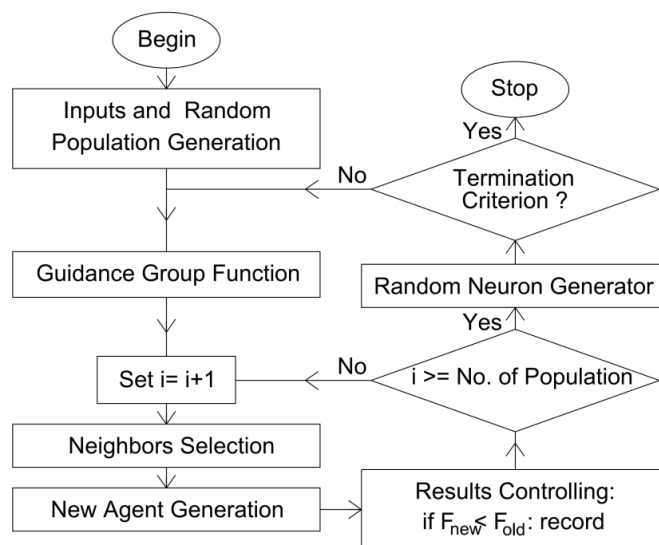 Begin
Inputs and Random
Population Generation
Guidance Group Function
Set i= i+1
Neighbors Selection
New Agent Generation
Results Controlling:
if Fnew< Fold: record
i >= No. of Population
No
Yes
Random Neuron Generator
Termination
Criterion ?
No
Yes
Stop